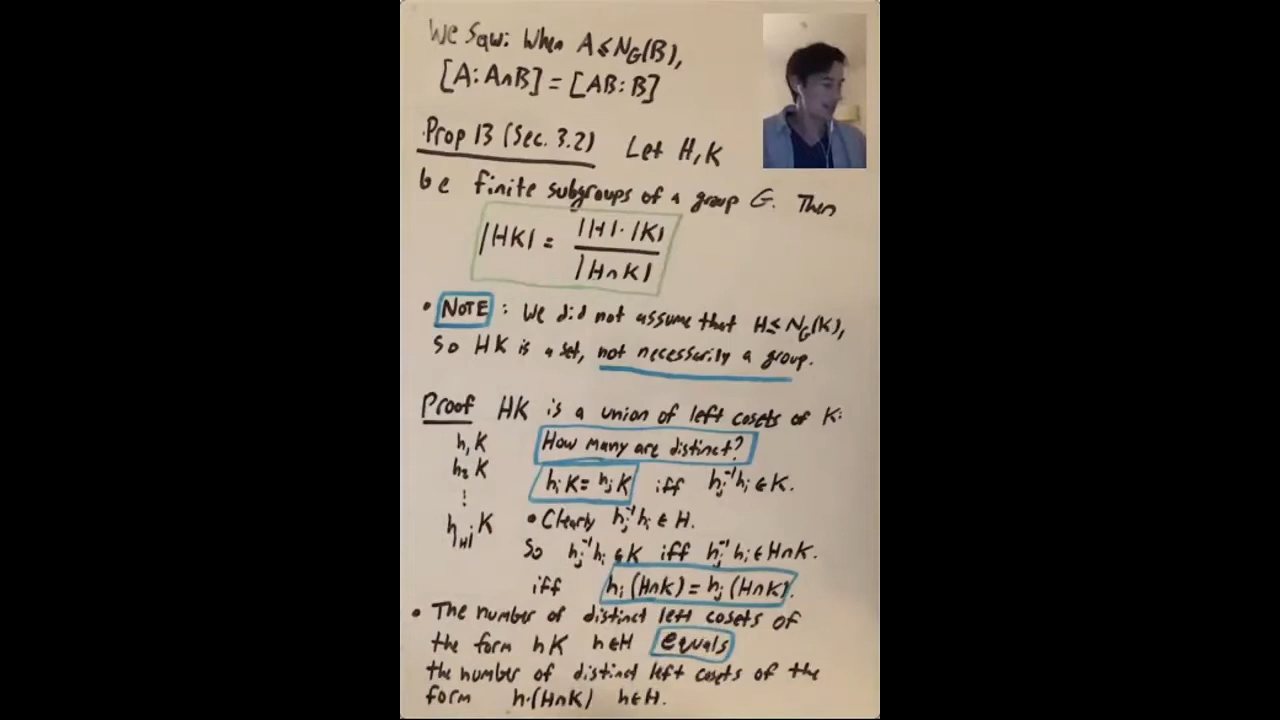 We saw: When A ≤ N_G(B),
[A : A∩B] = [AB : B]
Prop 13 (Sec. 3.2) Let H, K
be finite subgroups of a group G. Then
|HK| = |H|·|K| / |H∩K|
• NOTE : We did not assume that H ≤ N_G(K),
so HK is a set, not necessarily a group.
Proof HK is a union of left cosets of K:
h₁K How many are distinct?
h₂K
⋮ hᵢK = hⱼK iff hⱼ⁻¹hᵢ ∈ K.
h_|H| K • Clearly hⱼ⁻¹hᵢ ∈ H.
So hⱼ⁻¹hᵢ ∈ K iff hⱼ⁻¹hᵢ ∈ H∩K.
iff hᵢ(H∩K) = hⱼ(H∩K).
• The number of distinct left cosets of
the form hK h∈H equals
the number of distinct left cosets of the
form h·(H∩K) h∈H.